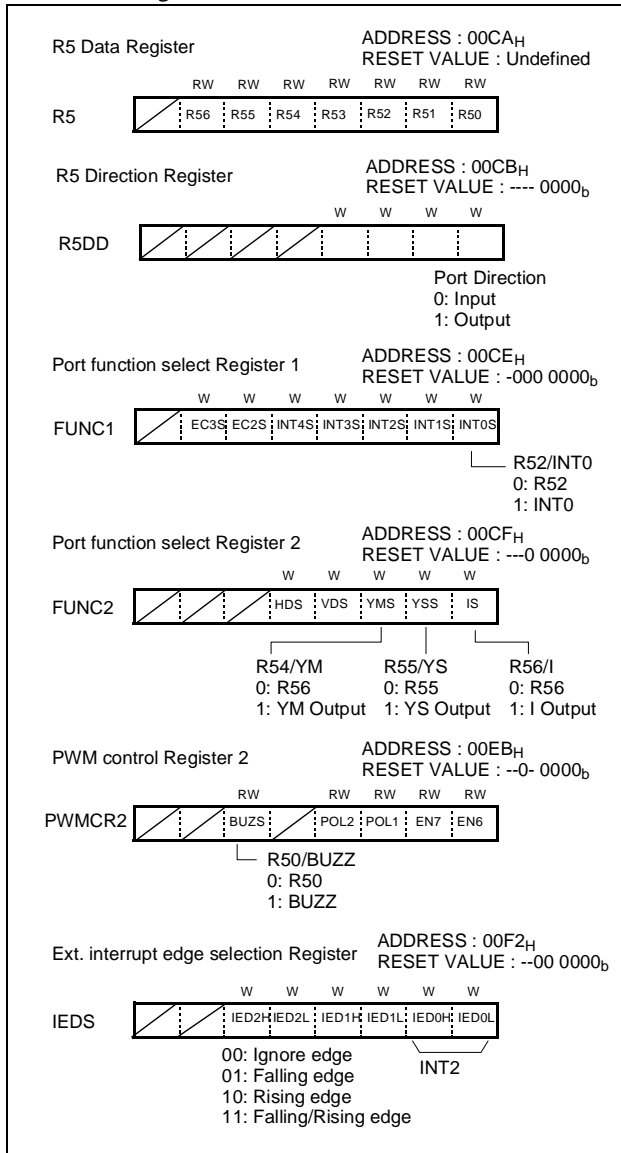 R5 Data Register
ADDRESS : 00CAH
RESET VALUE : Undefined
RW RW RW RW RW RW RW
R5
R56 R55 R54 R53 R52 R51 R50
R5 Direction Register
ADDRESS : 00CBH
RESET VALUE : ---- 0000b
W W W W
R5DD
Port Direction
0: Input
1: Output
Port function select Register 1
ADDRESS : 00CEH
RESET VALUE : -000 0000b
W W W W W W W
FUNC1
EC3S EC2S INT4S INT3S INT2S INT1S INT0S
R52/INT0
0: R52
1: INT0
Port function select Register 2
ADDRESS : 00CFH
RESET VALUE : ---0 0000b
W W W W W
FUNC2
HDS VDS YMS YSS IS
R54/YM R55/YS R56/I
0: R56 0: R55 0: R56
1: YM Output 1: YS Output 1: I Output
PWM control Register 2
ADDRESS : 00EBH
RESET VALUE : --0- 0000b
RW RW RW RW RW
PWMCR2
BUZS POL2 POL1 EN7 EN6
R50/BUZZ
0: R50
1: BUZZ
Ext. interrupt edge selection Register
ADDRESS : 00F2H
RESET VALUE : --00 0000b
W W W W W W
IEDS
IED2H IED2L IED1H IED1L IED0H IED0L
INT2
00: Ignore edge
01: Falling edge
10: Rising edge
11: Falling/Rising edge